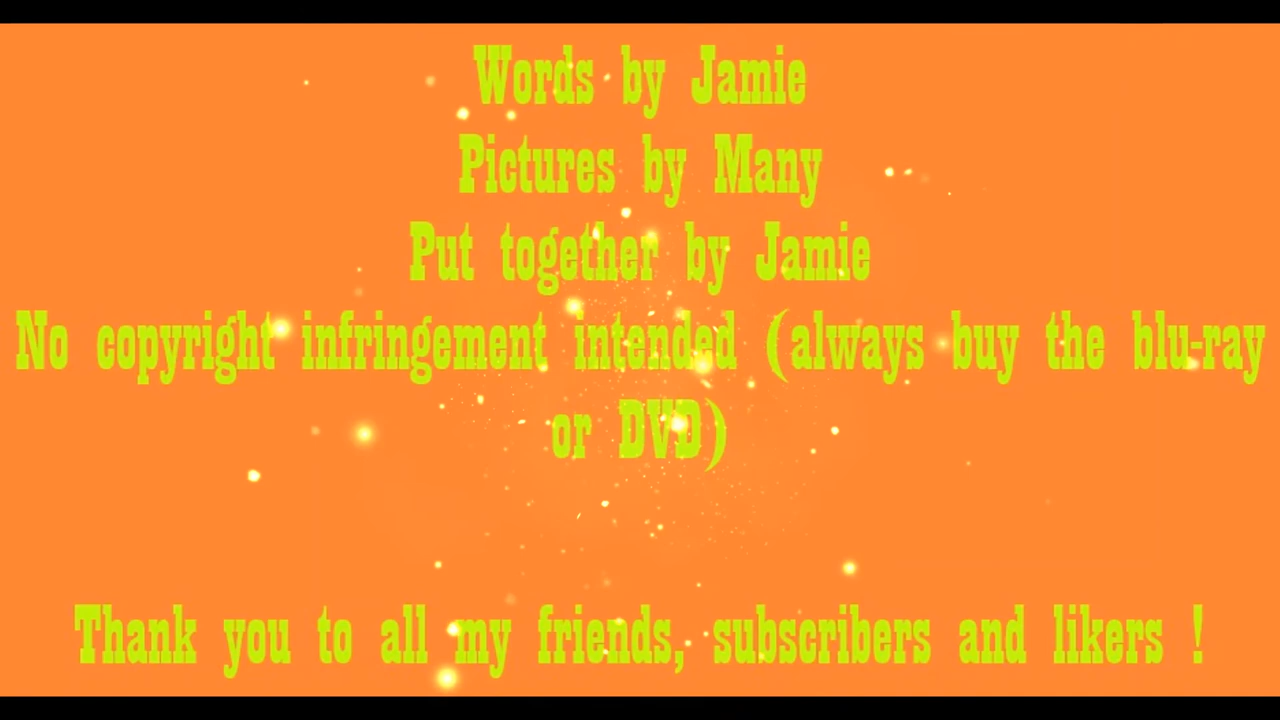 Words by Jamie
Pictures by Many
Put together by Jamie
No copyright infringement intended (always buy the blu-ray
or DVD)
Thank you to all my friends, subscribers and likers !